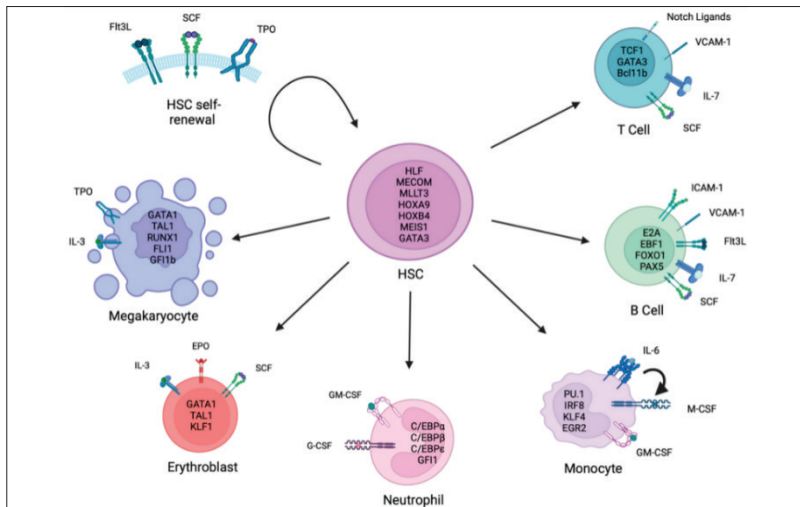 Flt3L
SCF
TPO
HSC self-
renewal
Notch Ligands
VCAM-1
TCF1
GATA3
Bcl11b
IL-7
SCF
T Cell
HLF
MECOM
MLLT3
HOXA9
HOXB4
MEIS1
GATA3
HSC
TPO
IL-3
GATA1
TAL1
RUNX1
FLI1
GFI1b
Megakaryocyte
ICAM-1
VCAM-1
Flt3L
E2A
EBF1
FOXO1
PAX5
IL-7
SCF
B Cell
EPO
IL-3
SCF
GATA1
TAL1
KLF1
Erythroblast
GM-CSF
G-CSF
C/EBPα
C/EBPβ
C/EBPε
GFI1
Neutrophil
IL-6
PU.1
IRF8
KLF4
EGR2
M-CSF
GM-CSF
Monocyte